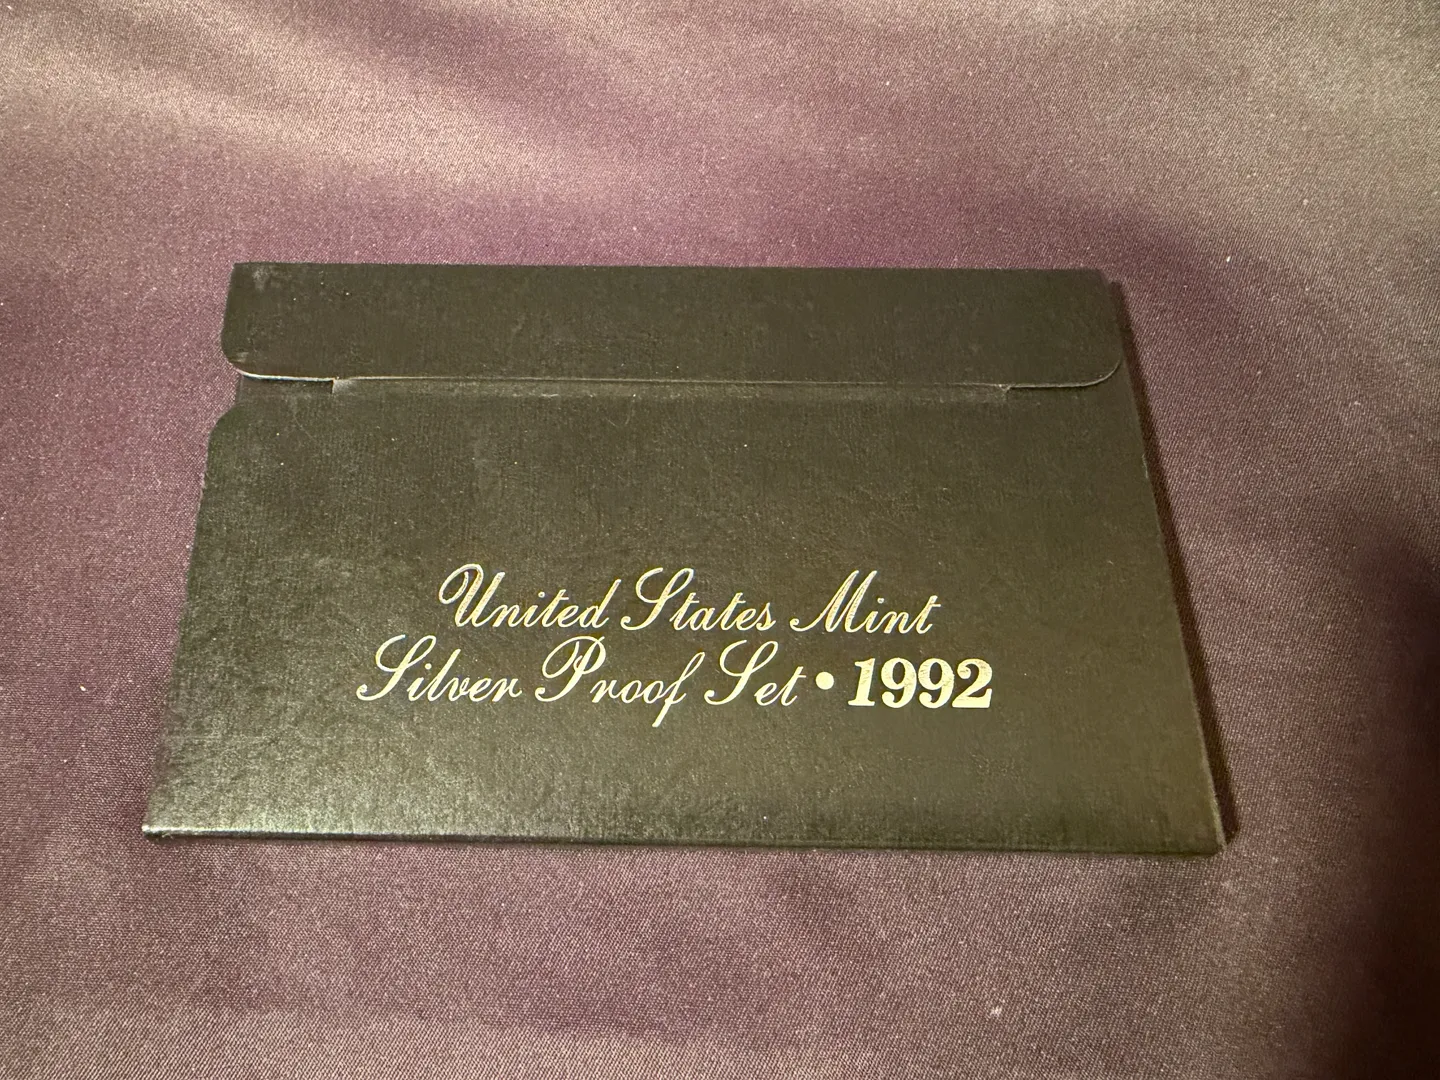 United States Mint
Silver Proof Set • 1992